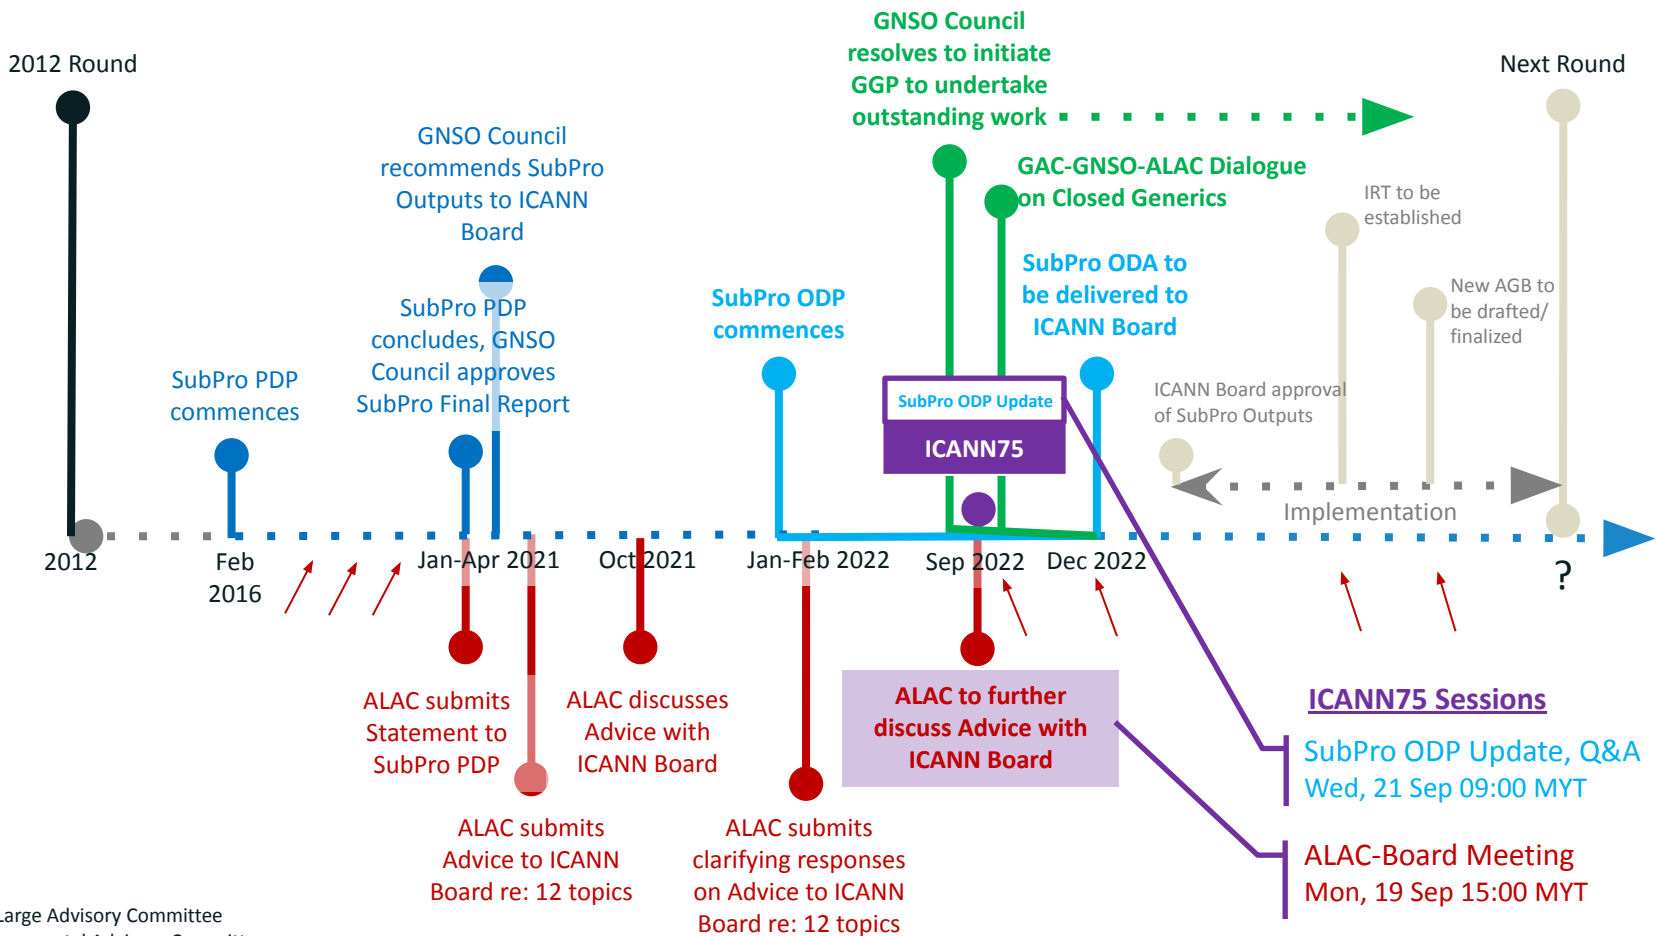 2012 Round
GNSO Council
recommends SubPro
Outputs to ICANN
Board
GNSO Council
resolves to initiate
GGP to undertake
outstanding work
GAC-GNSO-ALAC Dialogue
on Closed Generics
Next Round
IRT to be
established
SubPro PDP
commences
SubPro PDP
concludes, GNSO
Council approves
SubPro Final Report
SubPro ODP
commences
SubPro ODA to
be delivered to
ICANN Board
New AGB to
be drafted/
finalized
SubPro ODP Update
ICANN75
ICANN Board approval
of SubPro Outputs
Implementation
2012
Feb
2016
Jan-Apr 2021
Oct 2021
Jan-Feb 2022
Sep 2022
Dec 2022
?
ALAC submits
Statement to
SubPro PDP
ALAC discusses
Advice with
ICANN Board
ALAC to further
discuss Advice with
ICANN Board
ALAC submits
Advice to ICANN
Board re: 12 topics
ALAC submits
clarifying responses
on Advice to ICANN
Board re: 12 topics
ICANN75 Sessions
SubPro ODP Update, Q&A
Wed, 21 Sep 09:00 MYT
ALAC-Board Meeting
Mon, 19 Sep 15:00 MYT
Large Advisory Committee